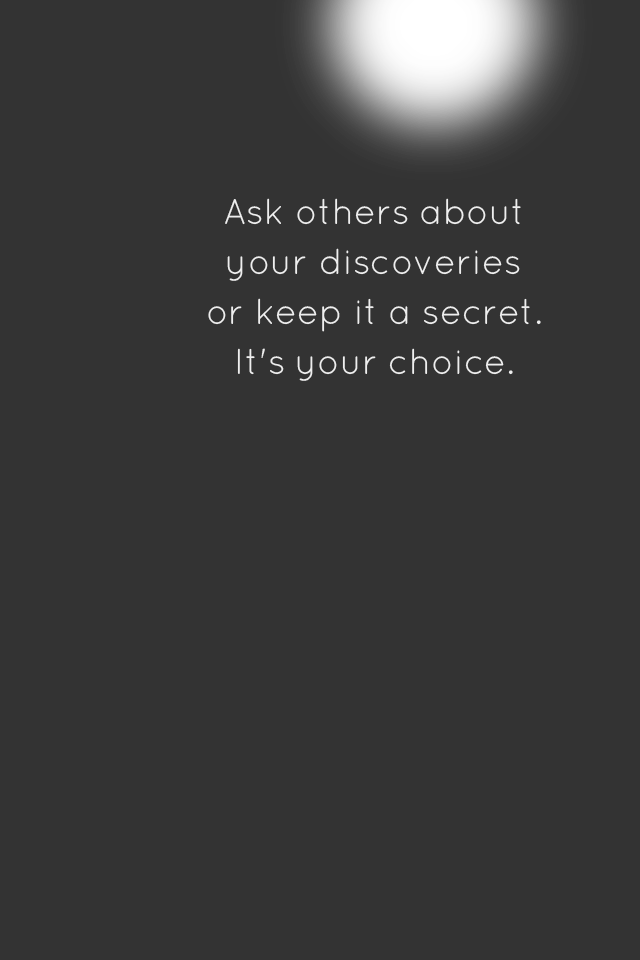 Ask others about
your discoveries
or keep it a secret.
It's your choice.